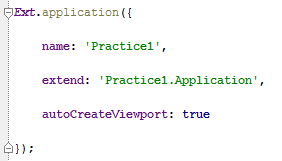 Ext.application({
name: 'Practice1',
extend: 'Practice1.Application',
autoCreateViewport: true
});